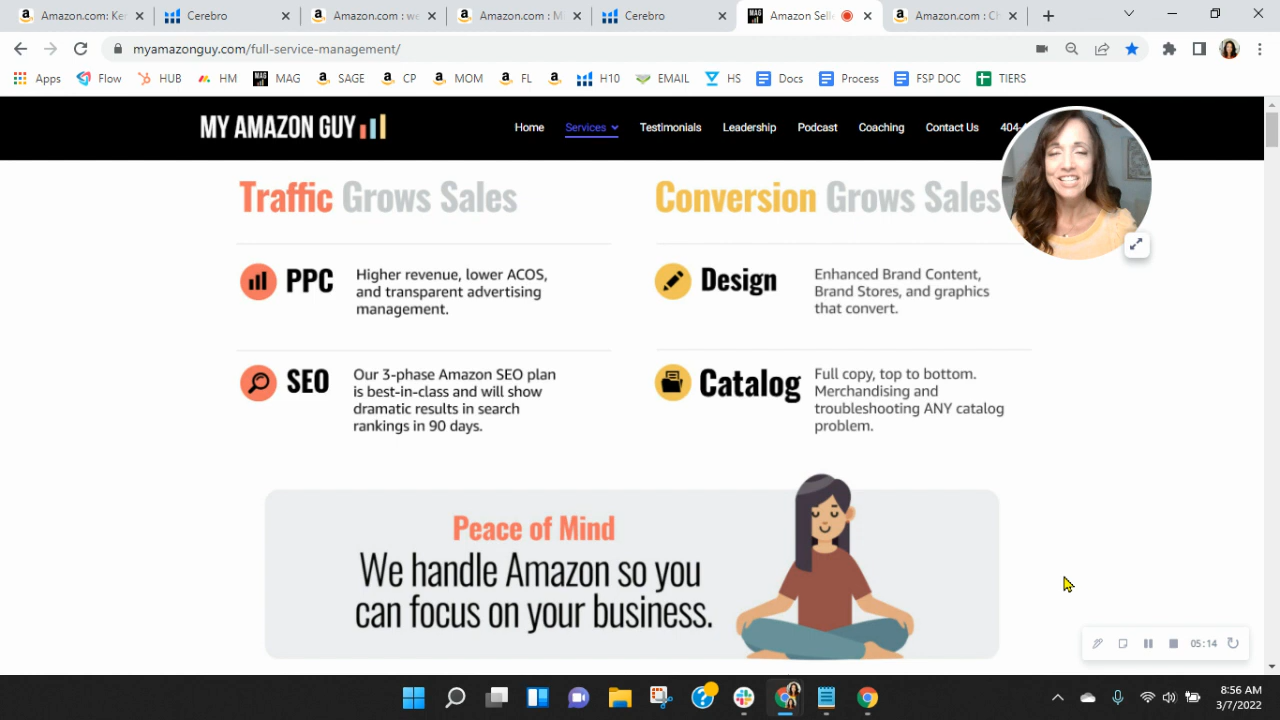 Amazon: Ke
Cerebro
Amazon.com : we
Amazon.com : M
Cerebro
Amazon Sell
Amazon.com : Ch
myamazonguy.com/full-service-management/
Apps
Flow
HUB
HM
MAG
SAGE
CP
MOM
FL
H10
EMAIL
HS
Docs
Process
FSP DOC
TIERS
MY AMAZON GUY
Home
Services
Testimonials
Leadership
Podcast
Coaching
Contact Us
404-
Traffic Grows Sales
Conversion Grows Sales
PPC
Higher revenue, lower ACOS,
and transparent advertising
management.
Design
Enhanced Brand Content,
Brand Stores, and graphics
that convert.
SEO
Our 3-phase Amazon SEO plan
is best-in-class and will show
dramatic results in search
rankings in 90 days.
Catalog
Full copy, top to bottom.
Merchandising and
troubleshooting ANY catalog
problem.
Peace of Mind
We handle Amazon so you
can focus on your business.
05:14
8:56 AM
3/7/2022